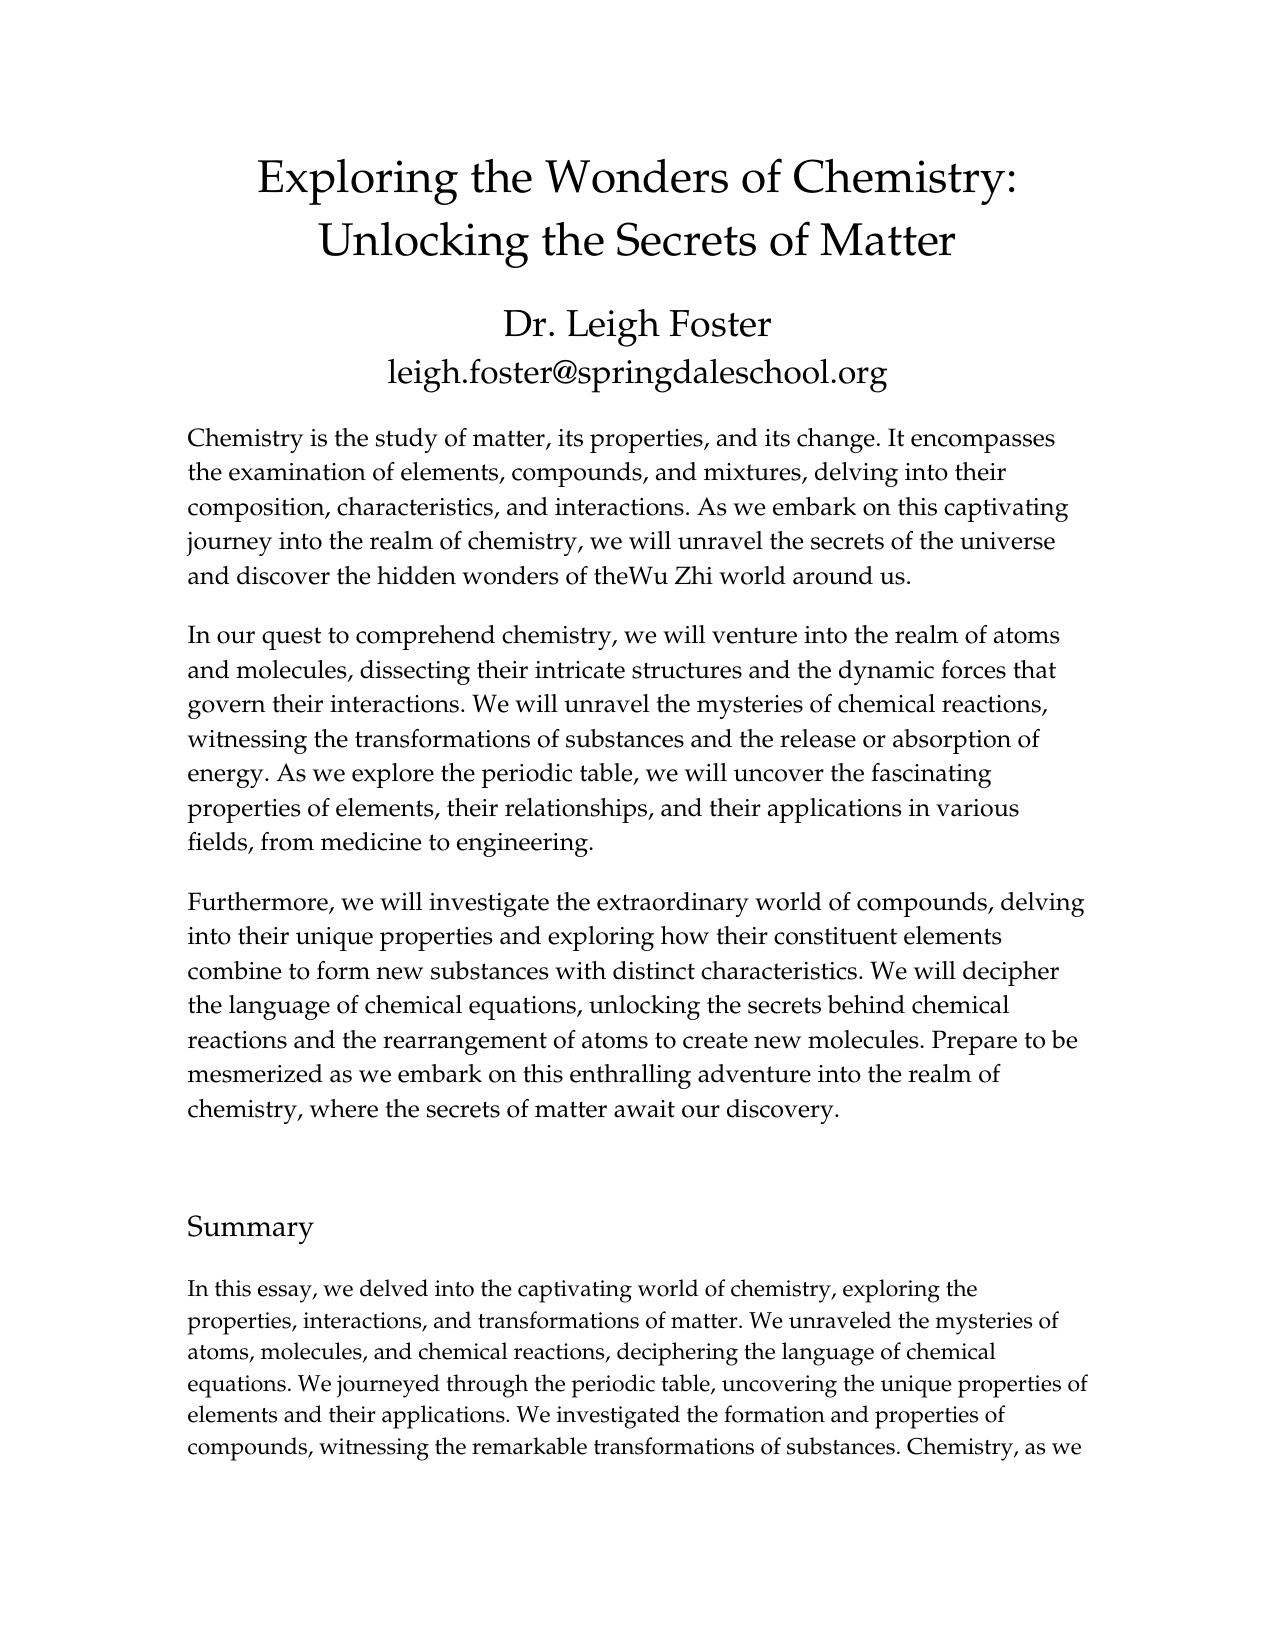 Exploring the Wonders of Chemistry:
Unlocking the Secrets of Matter
Dr. Leigh Foster
leigh.foster@springdaleschool.org
Chemistry is the study of matter, its properties, and its change. It encompasses
the examination of elements, compounds, and mixtures, delving into their
composition, characteristics, and interactions. As we embark on this captivating
journey into the realm of chemistry, we will unravel the secrets of the universe
and discover the hidden wonders of theWu Zhi world around us.
In our quest to comprehend chemistry, we will venture into the realm of atoms
and molecules, dissecting their intricate structures and the dynamic forces that
govern their interactions. We will unravel the mysteries of chemical reactions,
witnessing the transformations of substances and the release or absorption of
energy. As we explore the periodic table, we will uncover the fascinating
properties of elements, their relationships, and their applications in various
fields, from medicine to engineering.
Furthermore, we will investigate the extraordinary world of compounds, delving
into their unique properties and exploring how their constituent elements
combine to form new substances with distinct characteristics. We will decipher
the language of chemical equations, unlocking the secrets behind chemical
reactions and the rearrangement of atoms to create new molecules. Prepare to be
mesmerized as we embark on this enthralling adventure into the realm of
chemistry, where the secrets of matter await our discovery.
Summary
In this essay, we delved into the captivating world of chemistry, exploring the
properties, interactions, and transformations of matter. We unraveled the mysteries of
atoms, molecules, and chemical reactions, deciphering the language of chemical
equations. We journeyed through the periodic table, uncovering the unique properties of
elements and their applications. We investigated the formation and properties of
compounds, witnessing the remarkable transformations of substances. Chemistry, as we